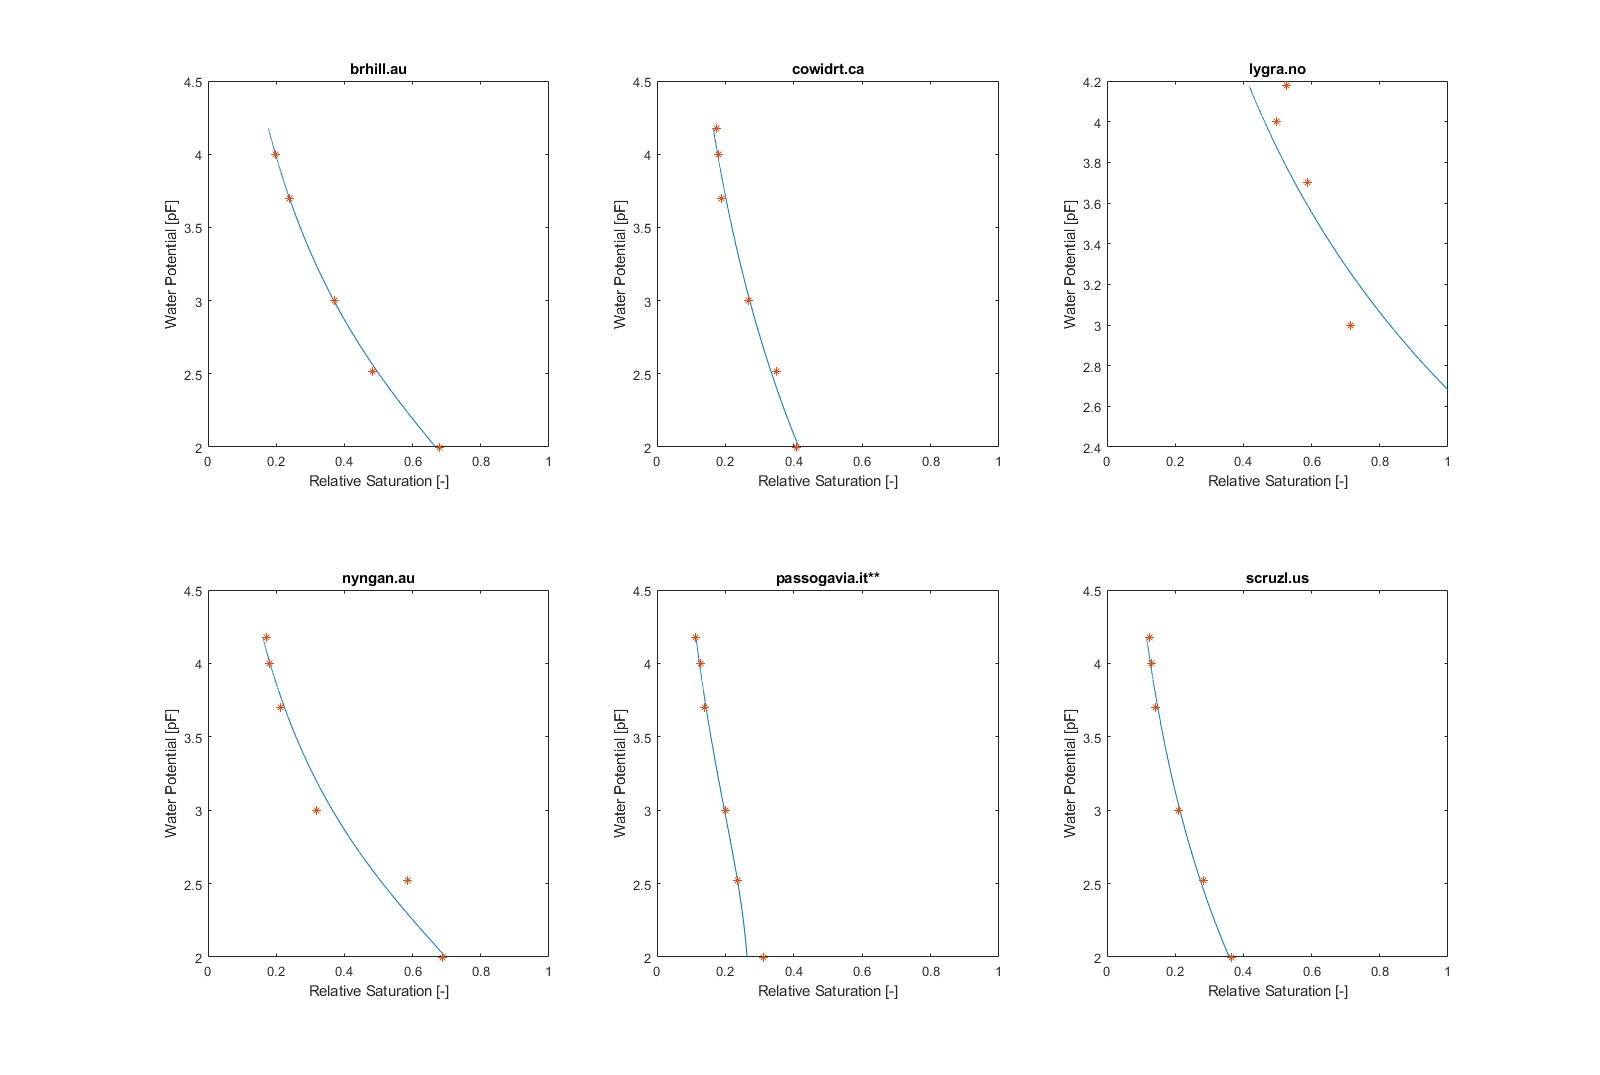 brhill.au
4.5
4
3.5
3
2.5
2
Water Potential [pF]
0 0.2 0.4 0.6 0.8 1
Relative Saturation [-]
cowidrt.ca
4.5
4
3.5
3
2.5
2
Water Potential [pF]
0 0.2 0.4 0.6 0.8 1
Relative Saturation [-]
lygra.no
4.2
4
3.8
3.6
3.4
3.2
3
2.8
2.6
2.4
Water Potential [pF]
0 0.2 0.4 0.6 0.8 1
Relative Saturation [-]
nyngan.au
4.5
4
3.5
3
2.5
2
Water Potential [pF]
0 0.2 0.4 0.6 0.8 1
Relative Saturation [-]
passogavia.it**
4.5
4
3.5
3
2.5
2
Water Potential [pF]
0 0.2 0.4 0.6 0.8 1
Relative Saturation [-]
scruzl.us
4.5
4
3.5
3
2.5
2
Water Potential [pF]
0 0.2 0.4 0.6 0.8 1
Relative Saturation [-]